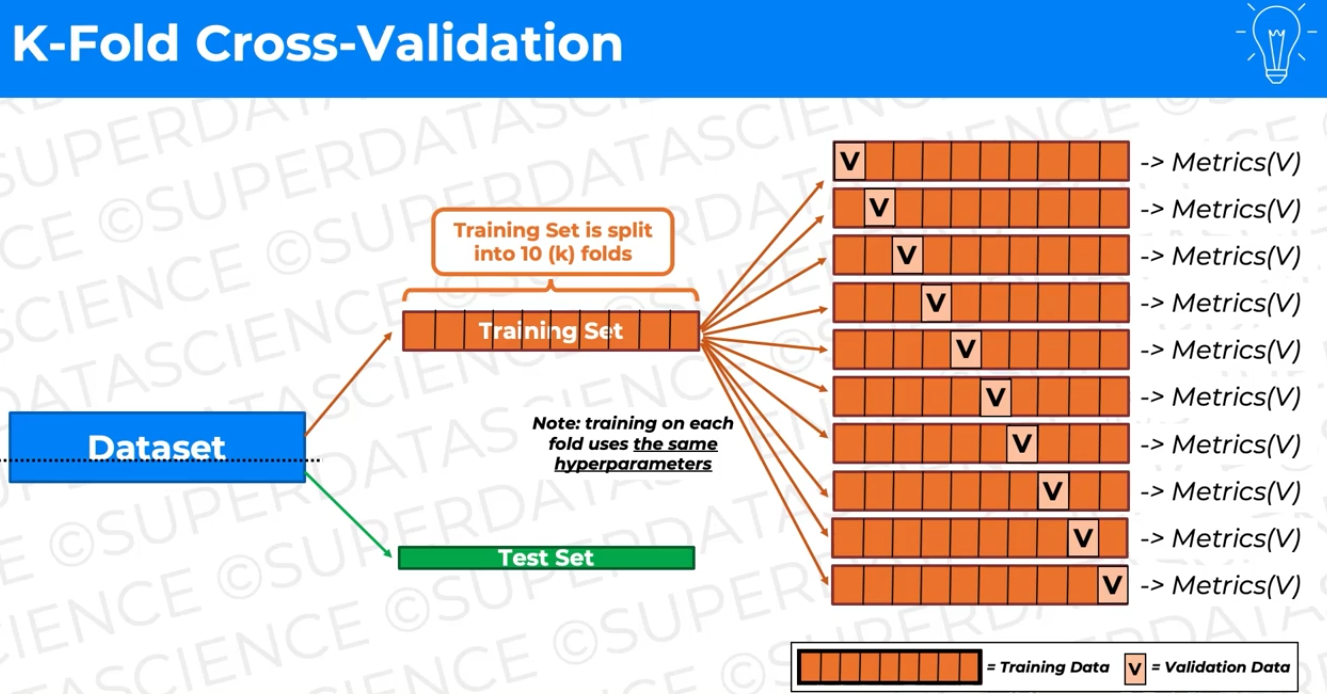 K-Fold Cross-Validation
Training Set is split
into 10 (k) folds
Training Set
Dataset
Note: training on each
fold uses the same
hyperparameters
Test Set
V -> Metrics(V)
V -> Metrics(V)
V -> Metrics(V)
V -> Metrics(V)
V -> Metrics(V)
V -> Metrics(V)
V -> Metrics(V)
V -> Metrics(V)
V -> Metrics(V)
V -> Metrics(V)
= Training Data V = Validation Data
©SUPERDATASCIENCE